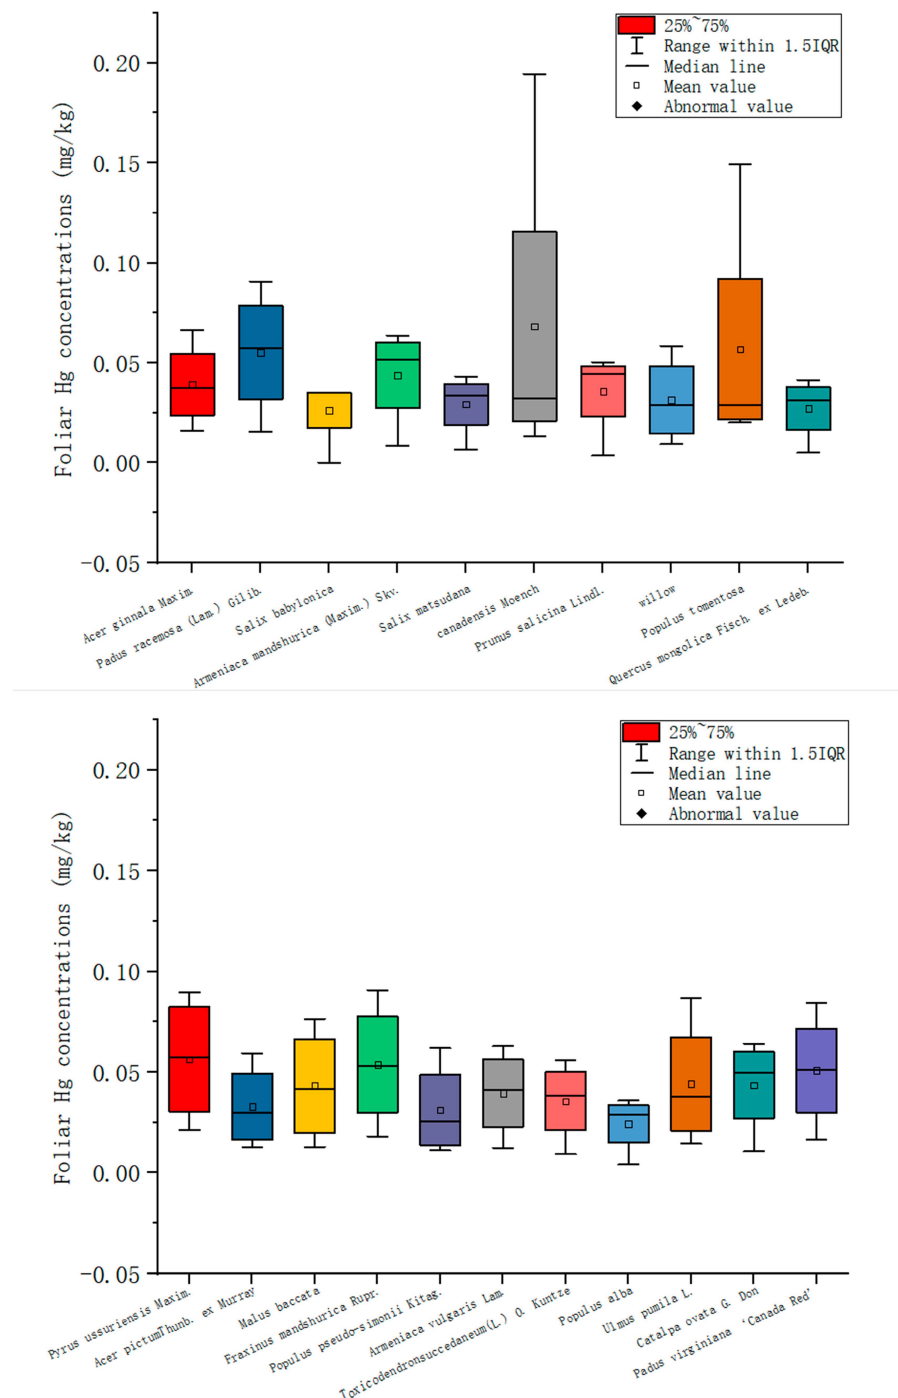 25%~75%
Range within 1.5IQR
Median line
Mean value
Abnormal value
Foliar Hg concentrations (mg/kg)
0.20
0.15
0.10
0.05
0.00
-0.05
Acer ginnala Maxim.
Padus racemosa (Lam.) Gilib.
Salix babylonica
Armeniaca mandshurica (Maxim.) Skv.
Salix matsudana
canadensis Moench
Prunus salicina Lindl.
willow
Populus tomentosa
Quercus mongolica Fisch. ex Ledeb.
25%~75%
Range within 1.5IQR
Median line
Mean value
Abnormal value
Foliar Hg concentrations (mg/kg)
0.20
0.15
0.10
0.05
0.00
-0.05
Pyrus ussuriensis Maxim.
Acer pictumThunb. ex Murray
Malus baccata
Fraxinus mandshurica Rupr.
Populus pseudo-simonii Kitag.
Armeniaca vulgaris Lam.
Toxicodendronsuccedaneum(L.) O. Kuntze
Populus alba
Ulmus pumila L.
Catalpa ovata G. Don
Padus virginiana ‘Canada Red’